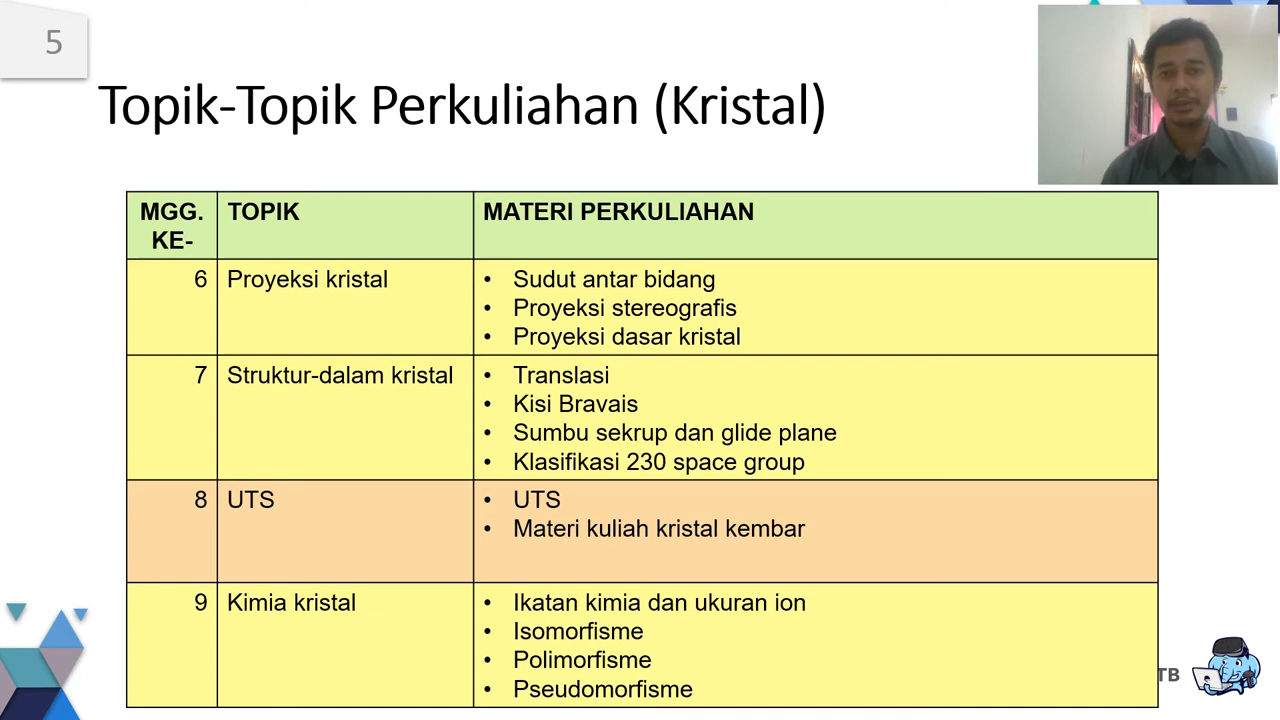 5
Topik-Topik Perkuliahan (Kristal)
MGG. KE-
TOPIK
MATERI PERKULIAHAN
6
Proyeksi kristal
• Sudut antar bidang
• Proyeksi stereografis
• Proyeksi dasar kristal
7
Struktur-dalam kristal
• Translasi
• Kisi Bravais
• Sumbu sekrup dan glide plane
• Klasifikasi 230 space group
8
UTS
• UTS
• Materi kuliah kristal kembar
9
Kimia kristal
• Ikatan kimia dan ukuran ion
• Isomorfisme
• Polimorfisme
• Pseudomorfisme
TB